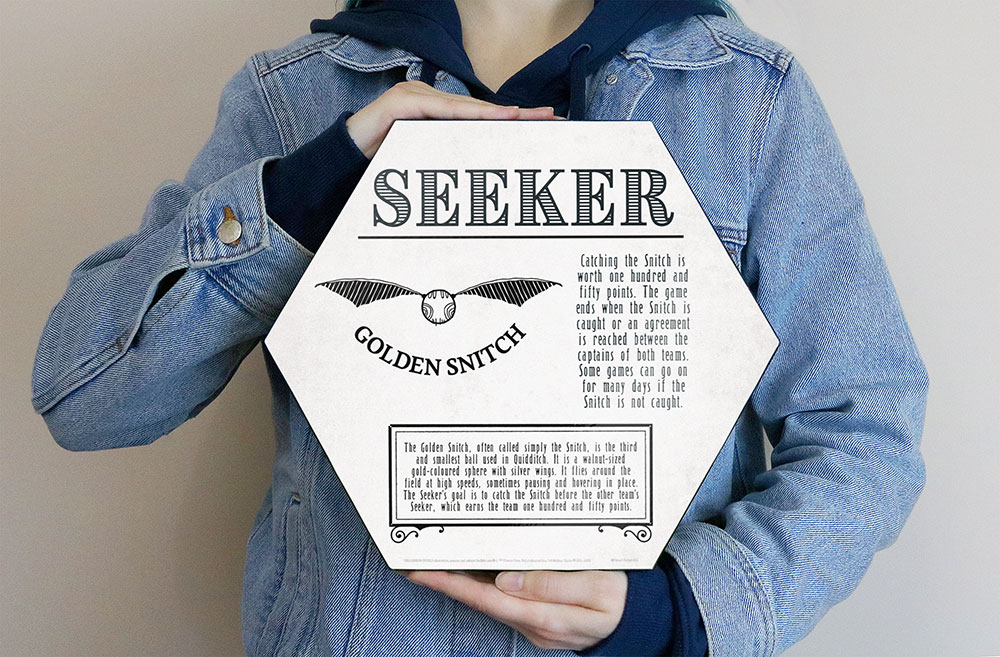 SEEKER
Catching the Snitch is
worth one hundred and
fifty points. The game
ends when the Snitch is
caught or an agreement
is reached between the
captains of both teams.
Some games can go on
for many days if the
Snitch is not caught.
GOLDEN SNITCH
The Golden Snitch, often called simply the Snitch, is the third
and smallest ball used in Quidditch. It is a walnut-sized
gold-coloured sphere with silver wings. It flies around the
field at high speeds, sometimes pausing and hovering in place.
The Seeker's goal is to catch the Snitch before the other team's
Seeker, which earns the team one hundred and fifty points.